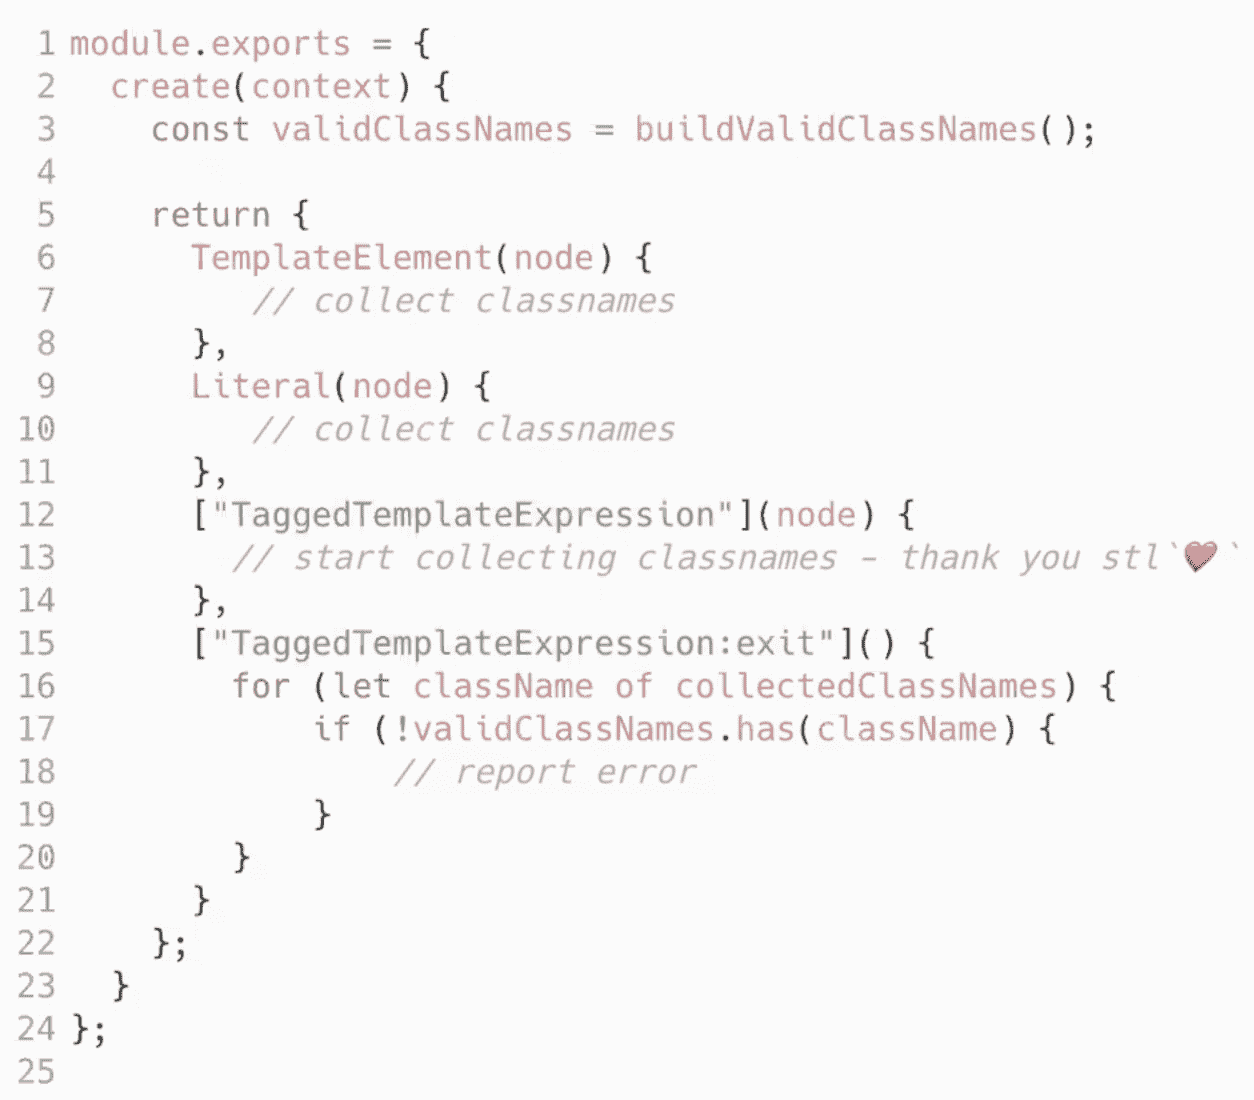 1 module.exports = {
2   create(context) {
3     const validClassNames = buildValidClassNames();
4
5     return {
6       TemplateElement(node) {
7          // collect classnames
8       },
9       Literal(node) {
10         // collect classnames
11      },
12      ["TaggedTemplateExpression"](node) {
13        // start collecting classnames – thank you stl`❤`
14      },
15      ["TaggedTemplateExpression:exit"]() {
16        for (let className of collectedClassNames) {
17            if (!validClassNames.has(className) {
18                // report error
19            }
20        }
21      }
22    };
23  }
24 };
25